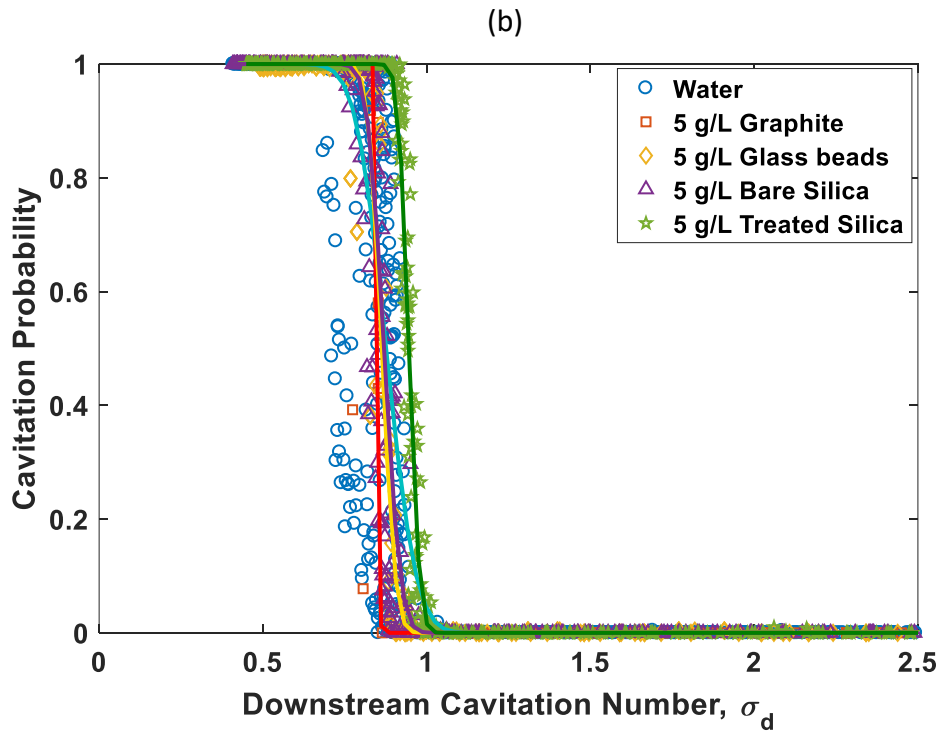 (b)
Water
5 g/L Graphite
5 g/L Glass beads
5 g/L Bare Silica
5 g/L Treated Silica
Cavitation Probability
1
0.8
0.6
0.4
0.2
0
0 0.5 1 1.5 2 2.5
Downstream Cavitation Number, σd